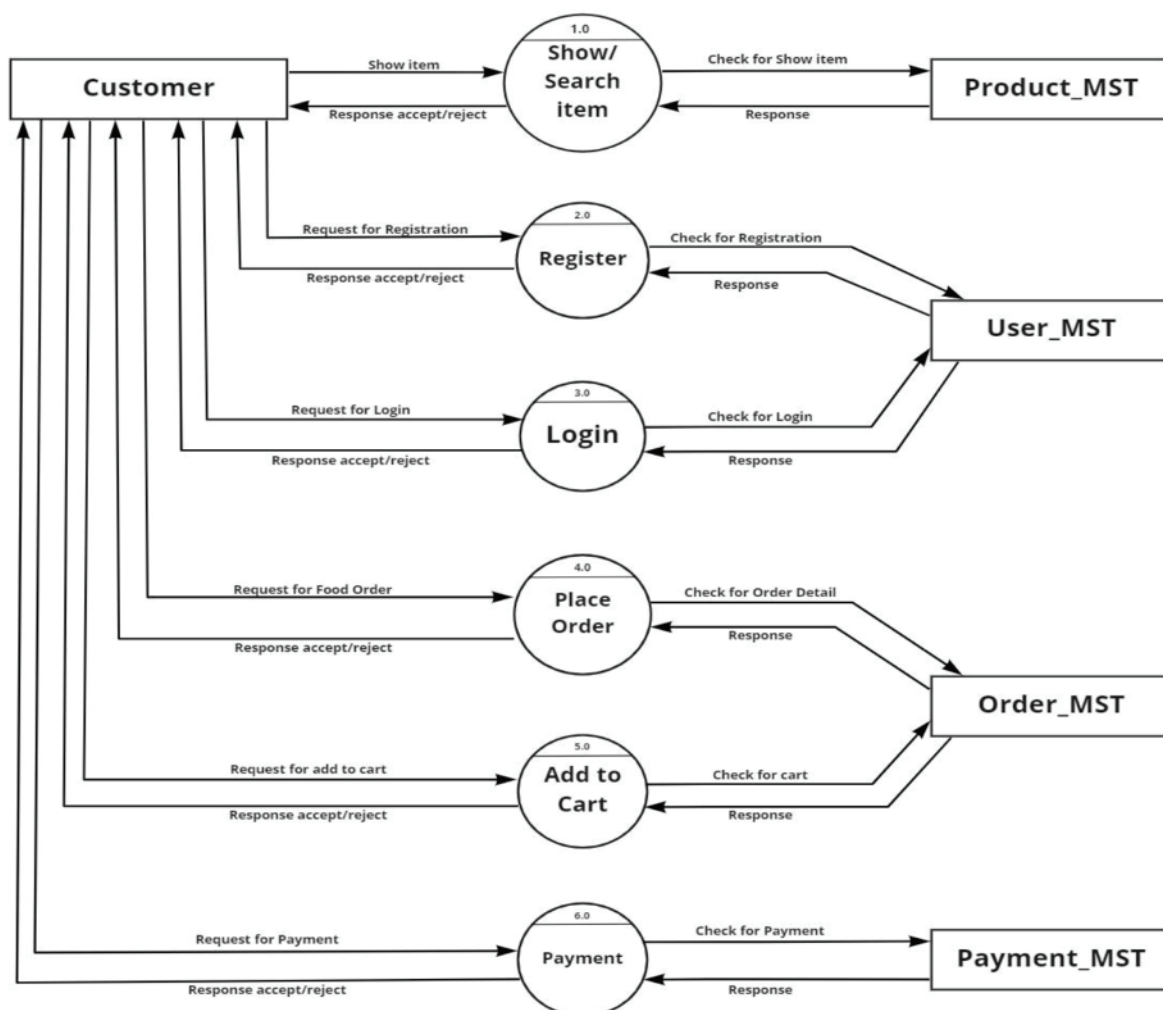 1.0
Show/
Search
item
Customer
Show item
Response accept/reject
Check for Show item
Response
Product_MST
2.0
Register
Request for Registration
Response accept/reject
Check for Registration
Response
User_MST
3.0
Login
Request for Login
Response accept/reject
Check for Login
Response
4.0
Place
Order
Request for Food Order
Response accept/reject
Check for Order Detail
Response
Order_MST
5.0
Add to
Cart
Request for add to cart
Response accept/reject
Check for cart
Response
6.0
Payment
Request for Payment
Response accept/reject
Check for Payment
Response
Payment_MST